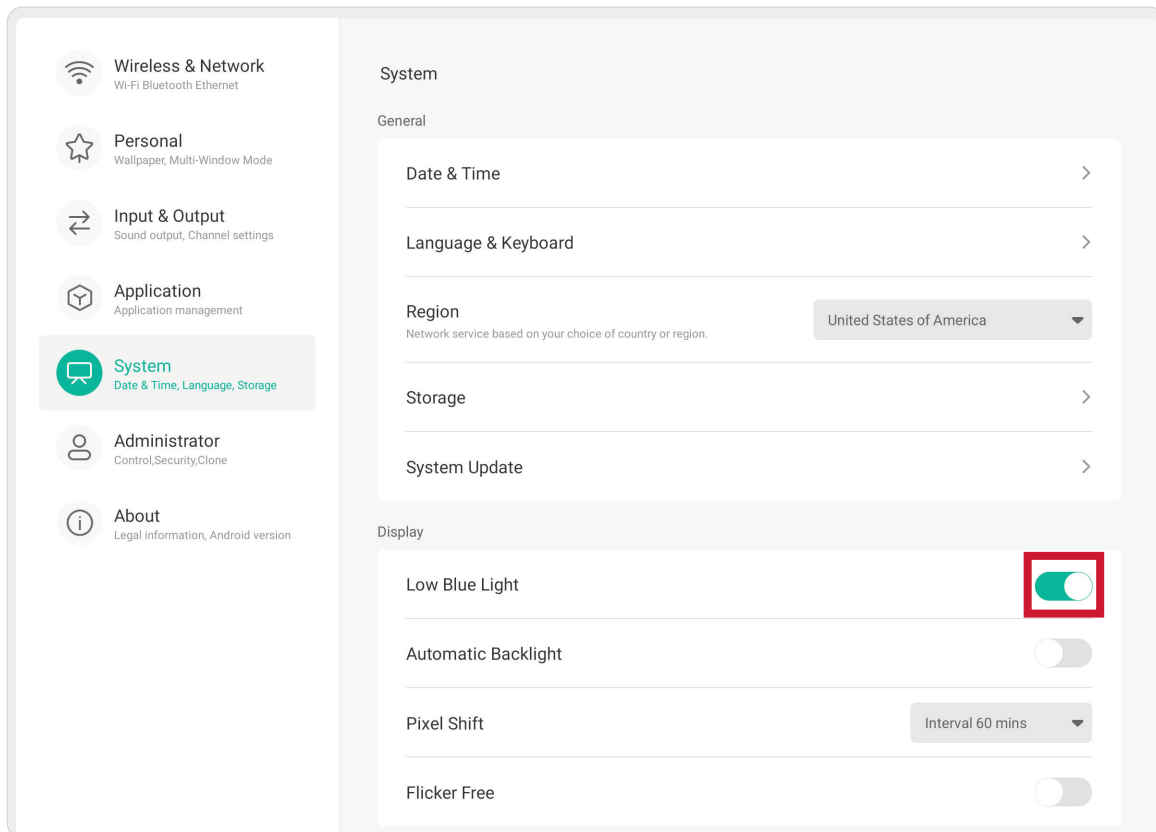 Wireless & Network
Wi-Fi Bluetooth Ethernet
Personal
Wallpaper, Multi-Window Mode
Input & Output
Sound output, Channel settings
Application
Application management
System
Date & Time, Language, Storage
Administrator
Control,Security,Clone
About
Legal information, Android version
System
General
Date & Time
Language & Keyboard
Region
Network service based on your choice of country or region.
United States of America
Storage
System Update
Display
Low Blue Light
Automatic Backlight
Pixel Shift
Interval 60 mins
Flicker Free